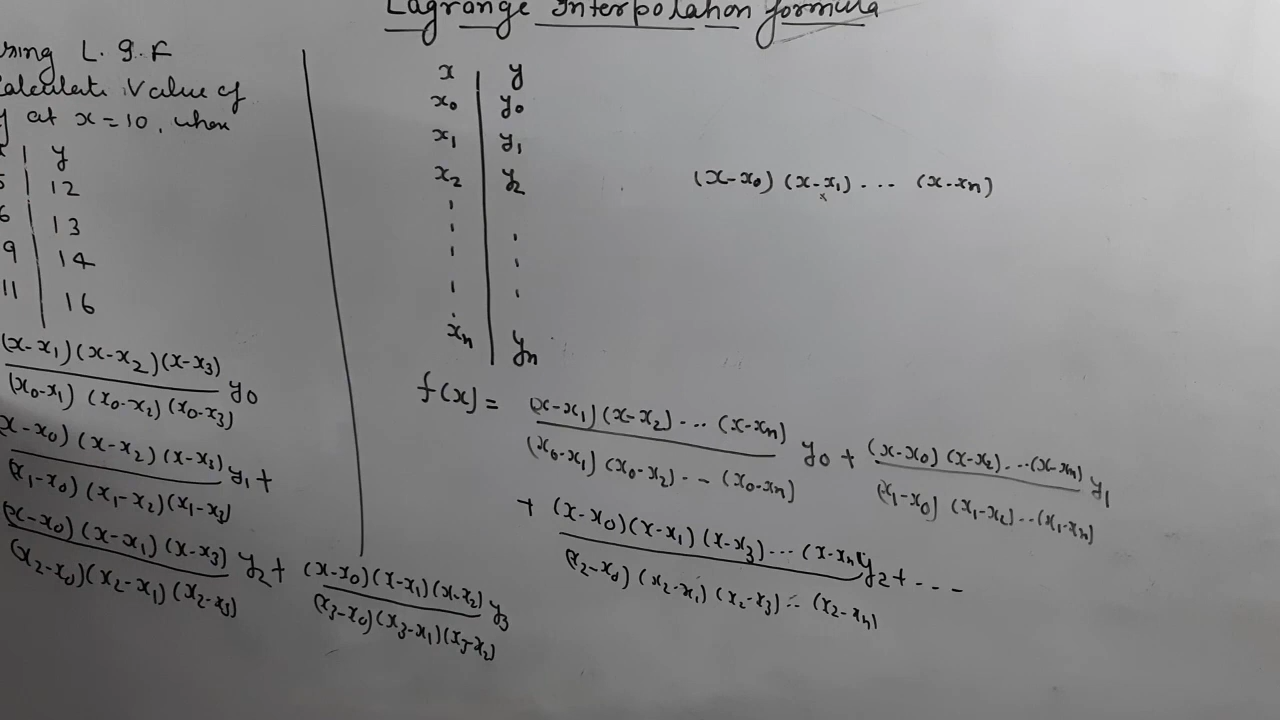 Lagrange Interpolation formula
using L.I.F
Calculate Value of
y at x=10, when
x | y
5 | 12
6 | 13
9 | 14
11 | 16
(x-x₁)(x-x₂)(x-x₃)
(x₀-x₁) (x₀-x₂) (x₀-x₃) y₀
(x-x₀) (x-x₂) (x-x₃)
(x₁-x₀) (x₁-x₂)(x₁-x₃) y₁ +
(x-x₀) (x-x₁) (x-x₃)
(x₂-x₀)(x₂-x₁)(x₂-x₃) y₂ +
(x-x₀)(x-x₁)(x-x₂)
(x₃-x₀)(x₃-x₁)(x₃-x₂) y₃
x | y
x₀ | y₀
x₁ | y₁
x₂ | y₂
xₙ | yₙ
(x-x₀) (x-x₁) ... (x-xₙ)
f(x) = (x-x₁)(x-x₂)... (x-xₙ)
(x₀-x₁) (x₀-x₂)... (x₀-xₙ) y₀ +
(x-x₀) (x-x₂)...(x-xₙ)
(x₁-x₀) (x₁-x₂)...(x₁-xₙ) y₁
+ (x-x₀)(x-x₁)(x-x₃)... (x-xₙ)
(x₂-x₀) (x₂-x₁) (x₂-x₃)... (x₂-xₙ) y₂ + ...